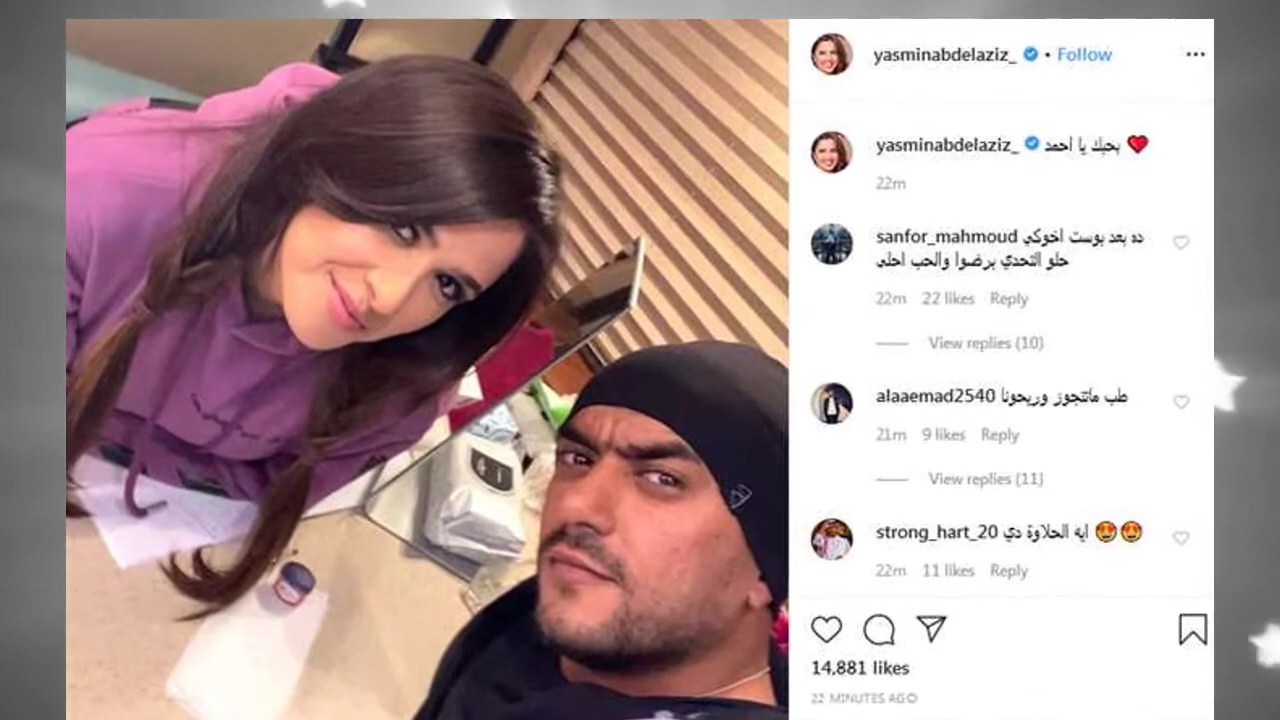 yasminabdelaziz_ • Follow
yasminabdelaziz_ بحبك يا احمد ❤️
22m
sanfor_mahmoud ده بعد بوست اخوكي
حلو التحدي برضوا والحب احلى
22m 22 likes Reply
View replies (10)
alaaemad2540 طب ماتتجوز وريحونا
21m 9 likes Reply
View replies (11)
strong_hart_20 ايه الحلاوة دي 😍😍
22m 11 likes Reply
14,881 likes
22 MINUTES AGO